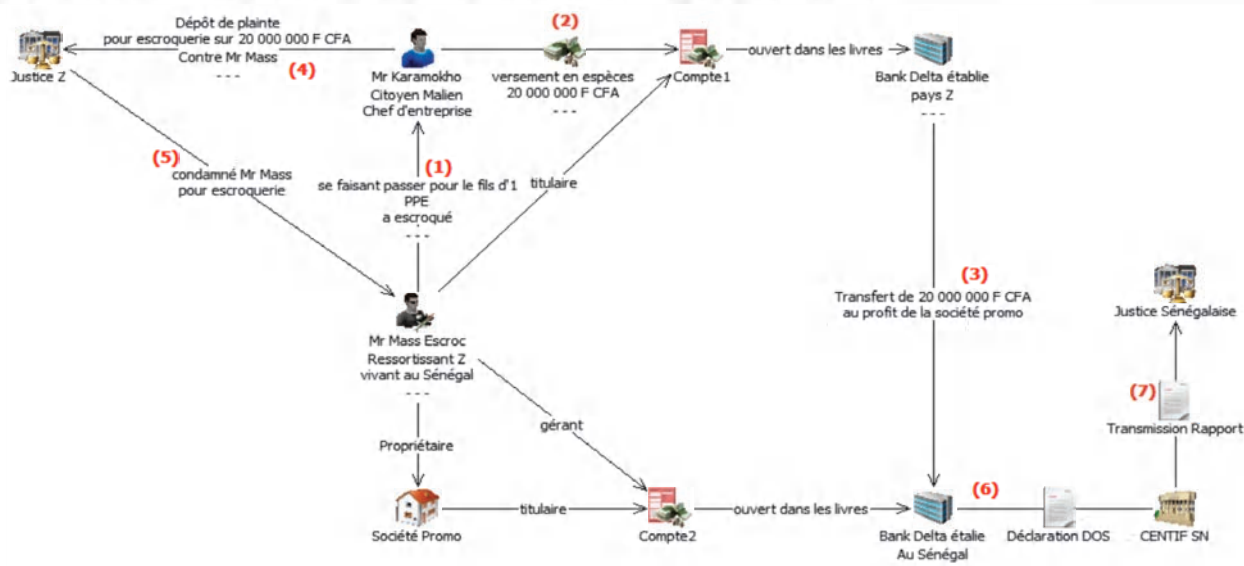 Dépôt de plainte
pour escroquerie sur 20 000 000 F CFA
Contre Mr Mass
- - -
(4)
Justice Z
Mr Karamokho
Citoyen Malien
Chef d'entreprise
(2)
versement en espèces
20 000 000 F CFA
- - -
Compte1
ouvert dans les livres
Bank Delta établie
pays Z
- - -
(5)
condamné Mr Mass
pour escroquerie
(1)
se faisant passer pour le fils d'1
PPE
a escroqué
- - -
titulaire
(3)
Transfert de 20 000 000 F CFA
au profit de la société promo
Justice Sénégalaise
Mr Mass Escroc
Ressortissant Z
vivant au Sénégal
- - -
(7)
Transmission Rapport
Propriétaire
gérant
Société Promo
titulaire
Compte2
ouvert dans les livres
Bank Delta étalie
Au Sénégal
(6)
Déclaration DOS
CENTIF SN